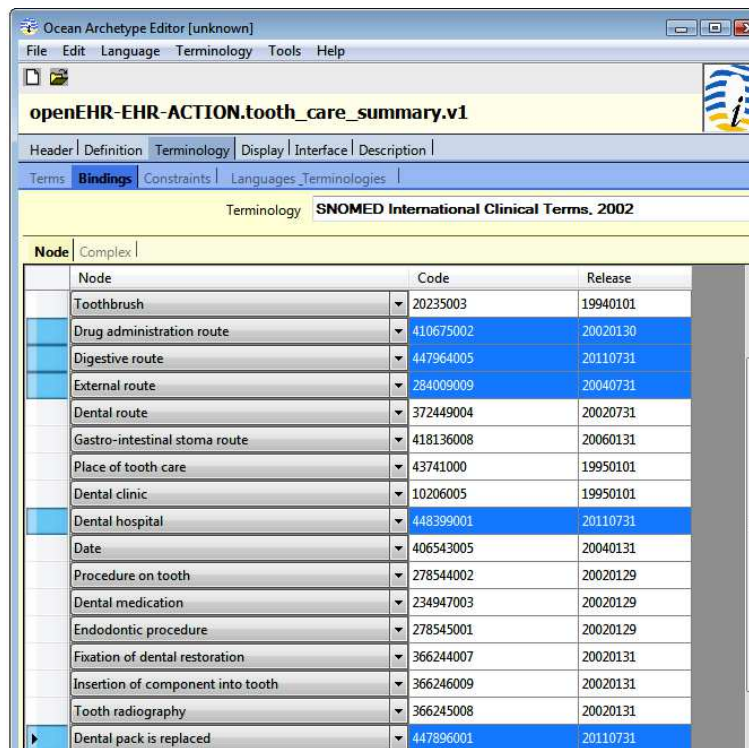 Ocean Archetype Editor [unknown]
File Edit Language Terminology Tools Help
openEHR-EHR-ACTION.tooth_care_summary.v1
Header Definition Terminology Display Interface Description
Terms Bindings Constraints Languages_Terminologies
Terminology SNOMED International Clinical Terms, 2002
Node Complex
Node Code Release
Toothbrush 20235003 19940101
Drug administration route 410675002 20020130
Digestive route 447964005 20110731
External route 284009009 20040731
Dental route 372449004 20020731
Gastro-intestinal stoma route 418136008 20060131
Place of tooth care 43741000 19950101
Dental clinic 10206005 19950101
Dental hospital 448399001 20110731
Date 406543005 20040131
Procedure on tooth 278544002 20020129
Dental medication 234947003 20020129
Endodontic procedure 278545001 20020129
Fixation of dental restoration 366244007 20020131
Insertion of component into tooth 366246009 20020131
Tooth radiography 366245008 20020131
Dental pack is replaced 447896001 20110731